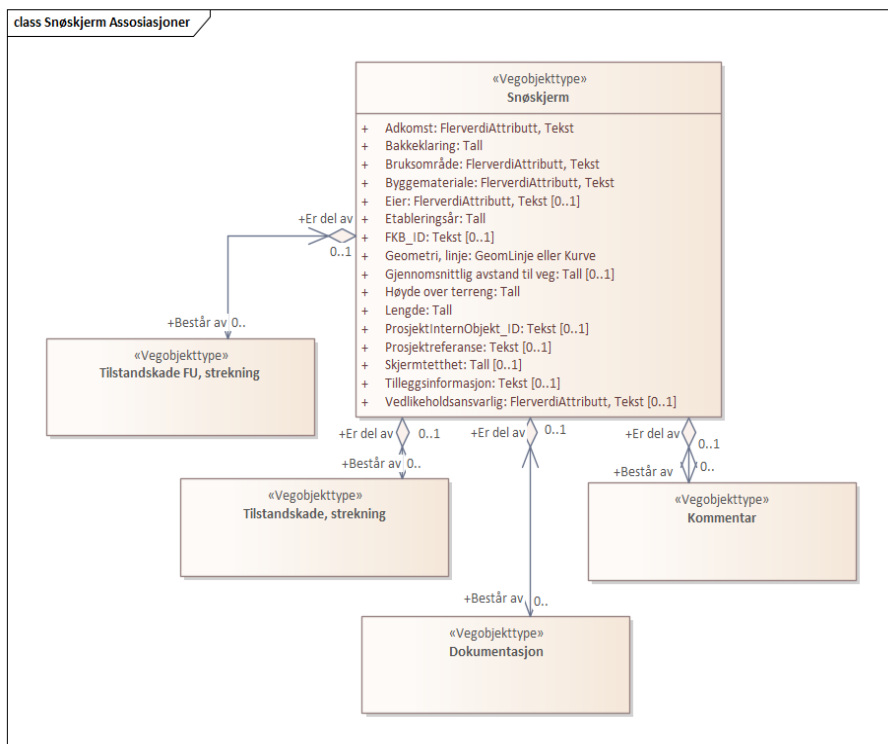 class Snøskjerm Assosiasjoner
«Vegobjekttype»
Snøskjerm
+ Adkomst: FlerverdiAttributt, Tekst
+ Bakkeklaring: Tall
+ Bruksområde: FlerverdiAttributt, Tekst
+ Byggemateriale: FlerverdiAttributt, Tekst
+ Eier: FlerverdiAttributt, Tekst [0..1]
+ Etableringsår: Tall
+ FKB_ID: Tekst [0..1]
+ Geometri, linje: GeomLinje eller Kurve
+ Gjennomsnittlig avstand til veg: Tall [0..1]
+ Høyde over terreng: Tall
+ Lengde: Tall
+ ProsjektInternObjekt_ID: Tekst [0..1]
+ Prosjektreferanse: Tekst [0..1]
+ Skjermtetthet: Tall [0..1]
+ Tilleggsinformasjon: Tekst [0..1]
+ Vedlikeholdsansvarlig: FlerverdiAttributt, Tekst [0..1]
+Er del av
0..1
+Består av 0..
«Vegobjekttype»
Tilstandskade FU, strekning
+Er del av 0..1
+Består av 0..
«Vegobjekttype»
Tilstandskade, strekning
+Er del av 0..1
+Består av 0..
«Vegobjekttype»
Dokumentasjon
+Er del av
0..1
+Består av 0..
«Vegobjekttype»
Kommentar